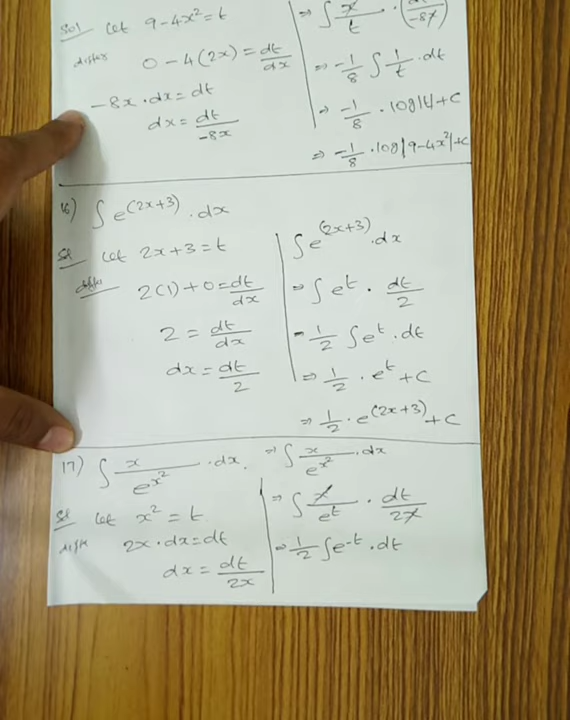 Sol Let 9-4x²=t
0-4(2x)=dt/dx
-8x·dx=dt
dx=dt/-8x
⇒ ∫ x/t · (dt/-8x)
⇒ -1/8 ∫ 1/t · dt
⇒ -1/8 · log|t|+c
⇒ -1/8 · log|9-4x²|+c
16) ∫e^(2x+3) . dx
Sol Let 2x+3=t
2(1)+0=dt/dx
2 = dt/dx
dx=dt/2
∫e^(2x+3) .dx
⇒ ∫e^t . dt/2
= 1/2 ∫e^t . dt
⇒ 1/2 . e^t + c
⇒ 1/2 . e^(2x+3) + c
17) ∫ x/e^x² .dx.
Sol Let x² = t
2x.dx=dt
dx = dt/2x
⇒ ∫ x/e^x² .dx
⇒ ∫ x/e^t . dt/2x
⇒ 1/2 ∫e^-t . dt